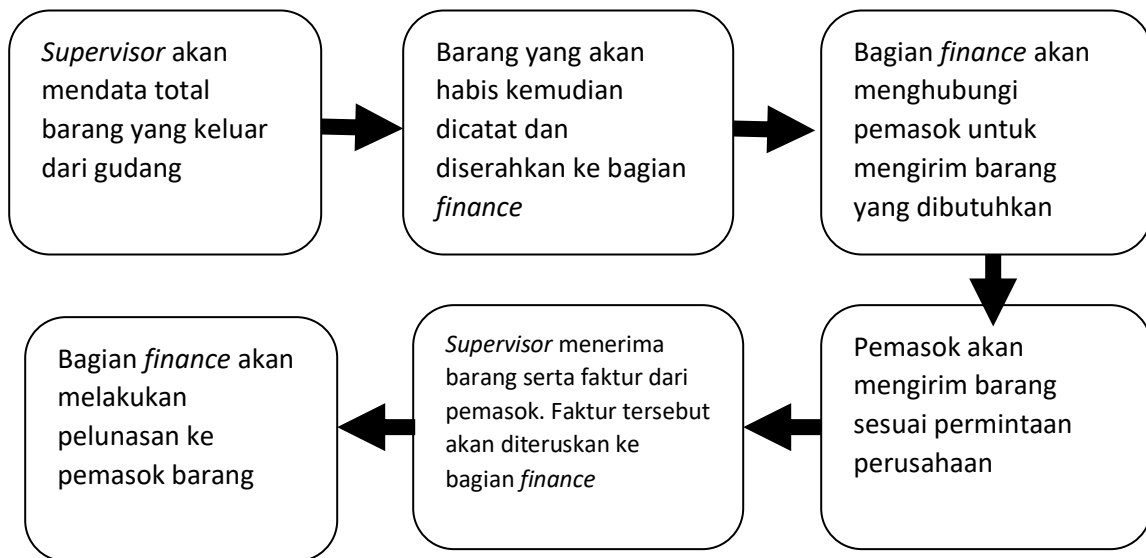 Supervisor akan
mendata total
barang yang keluar
dari gudang
Barang yang akan
habis kemudian
dicatat dan
diserahkan ke bagian
finance
Bagian finance akan
menghubungi
pemasok untuk
mengirim barang
yang dibutuhkan
Pemasok akan
mengirim barang
sesuai permintaan
perusahaan
Supervisor menerima
barang serta faktur dari
pemasok. Faktur tersebut
akan diteruskan ke
bagian finance
Bagian finance akan
melakukan
pelunasan ke
pemasok barang